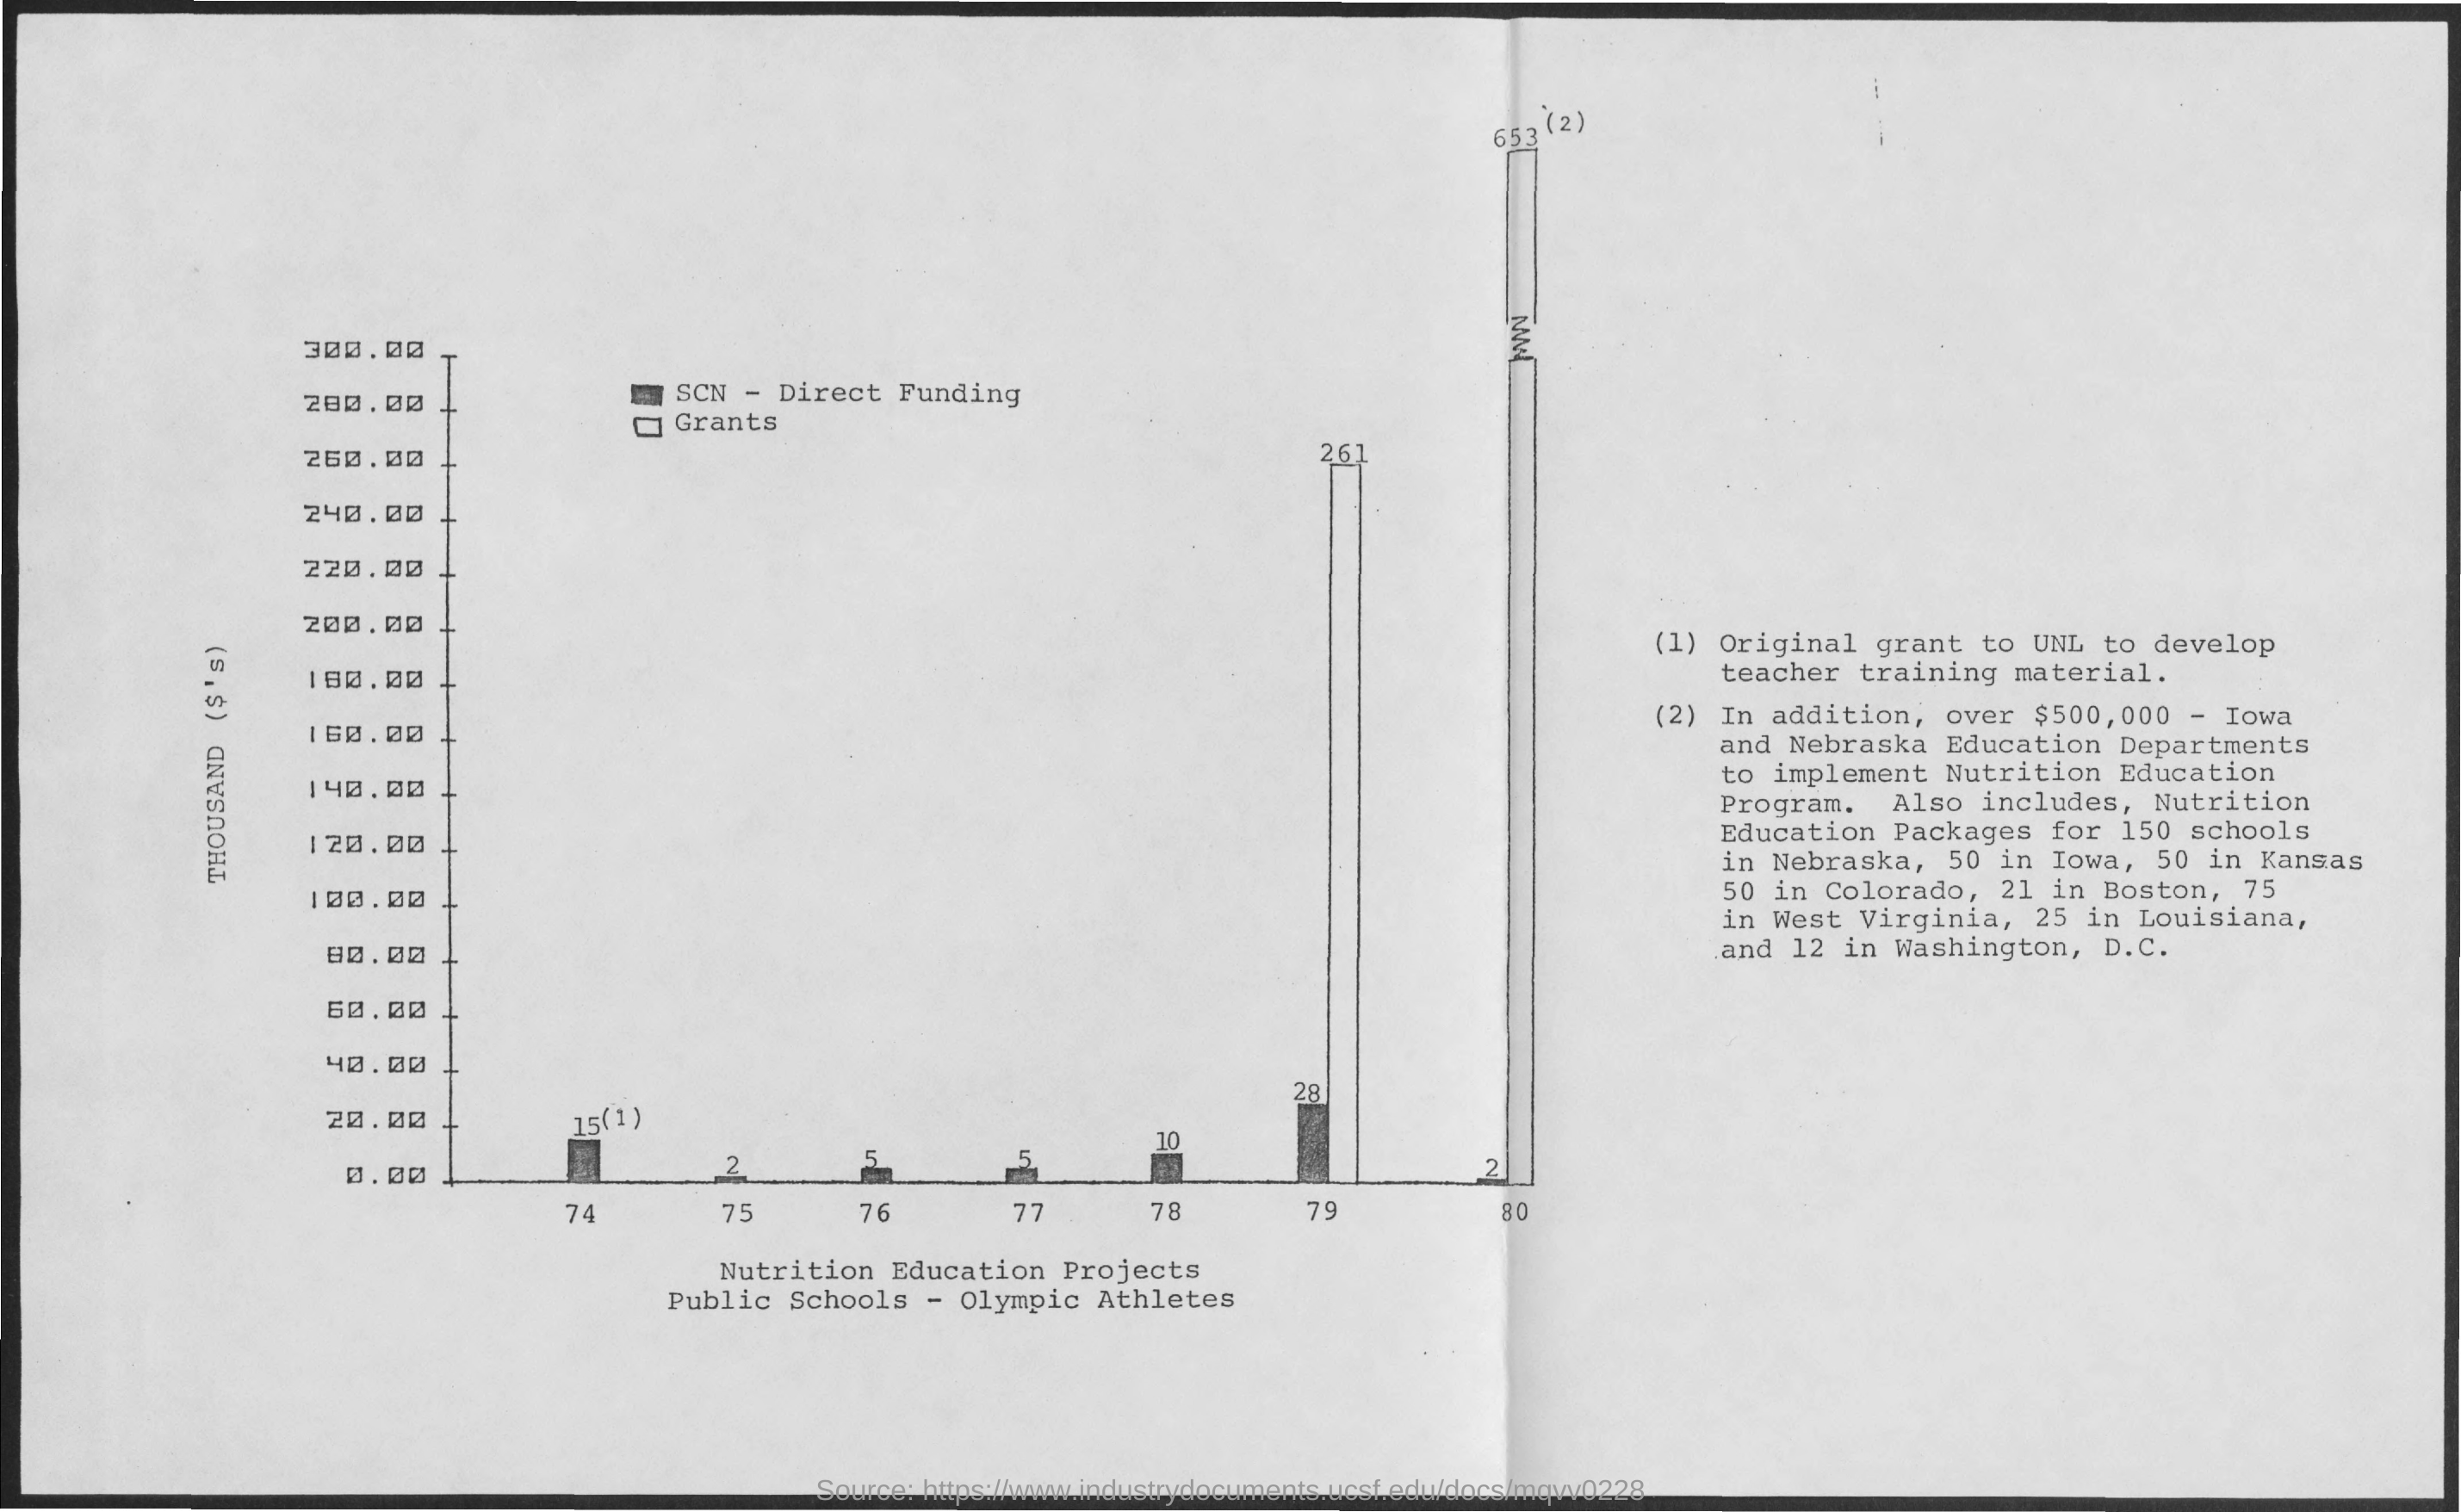 653 (2)
300.00
280.00
260.00
240.00
220.00
200.00
180.00
160.00
140.00
120.00
100.00
80.00
60.00
40.00
20.00
0.00
THOUSAND ($'s)
SCN - Direct Funding
Grants
261
15(1)
2
5
5
10
28
2
74 75 76 77 78 79 80
Nutrition Education Projects
Public Schools - Olympic Athletes
(1) Original grant to UNL to develop
teacher training material.
(2) In addition, over $500,000 - Iowa
and Nebraska Education Departments
to implement Nutrition Education
Program. Also includes, Nutrition
Education Packages for 150 schools
in Nebraska, 50 in Iowa, 50 in Kansas
50 in Colorado, 21 in Boston, 75
in West Virginia, 25 in Louisiana,
and 12 in Washington, D.C.
Source: https://www.industrydocuments.ucsf.edu/docs/mqvv0228